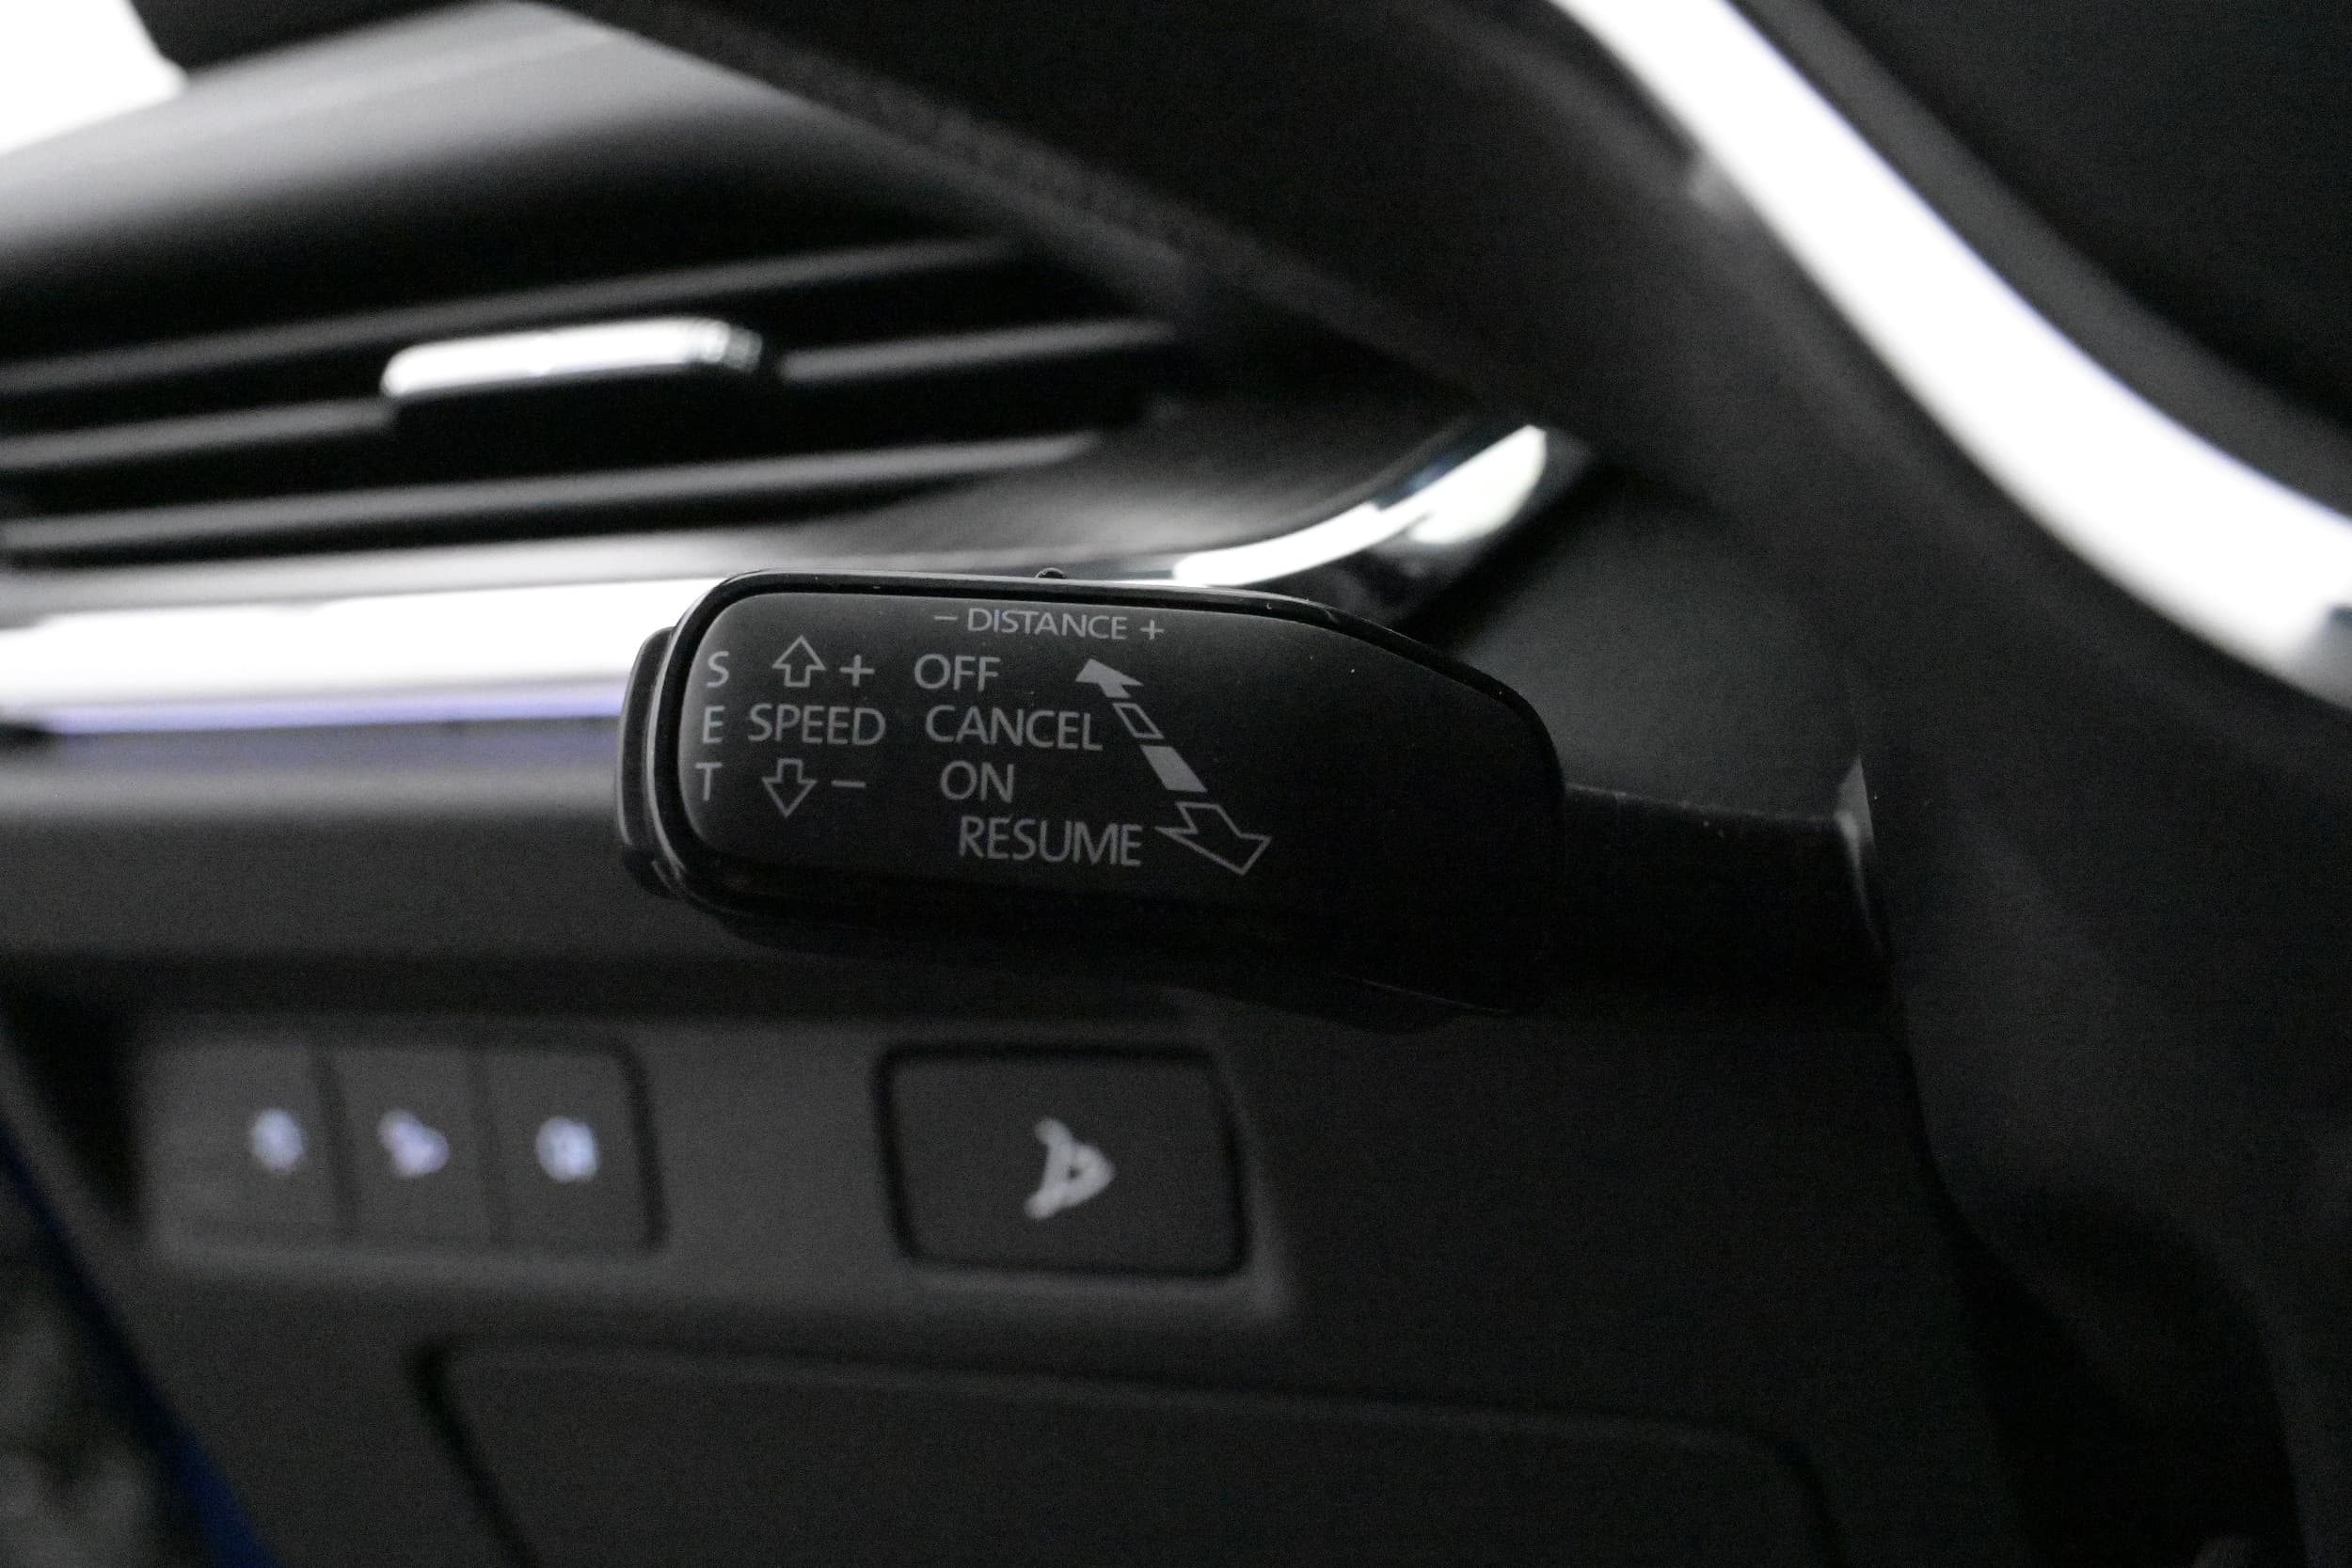 – DISTANCE +
S + OFF
E SPEED CANCEL
T – ON
RESUME